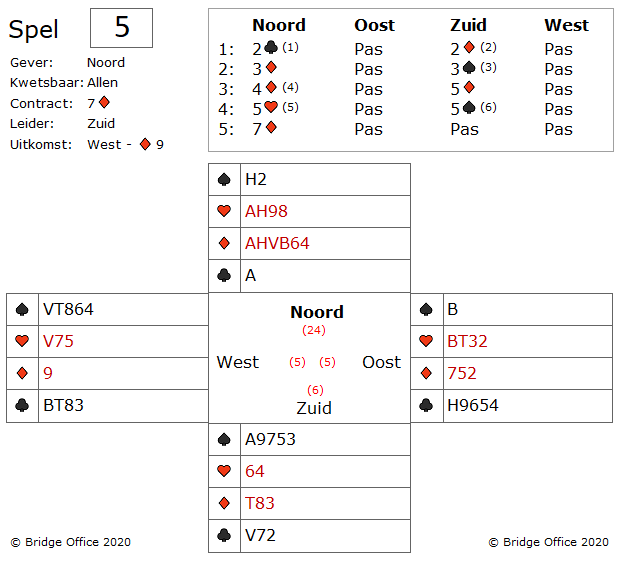 Spel 5
Gever: Noord
Kwetsbaar: Allen
Contract: 7♦
Leider: Zuid
Uitkomst: West - ♦ 9
Noord Oost Zuid West
1: 2♣ (1) Pas 2♦ (2) Pas
2: 3♦ Pas 3♠ (3) Pas
3: 4♦ (4) Pas 5♦ Pas
4: 5♥ (5) Pas 5♠ (6) Pas
5: 7♦ Pas Pas Pas
♠ H2
♥ AH98
♦ AHVB64
♣ A
♠ VT864
♥ V75
♦ 9
♣ BT83
Noord
(24)
West (5) (5) Oost
(6)
Zuid
♠ B
♥ BT32
♦ 752
♣ H9654
♠ A9753
♥ 64
♦ T83
♣ V72
© Bridge Office 2020
© Bridge Office 2020